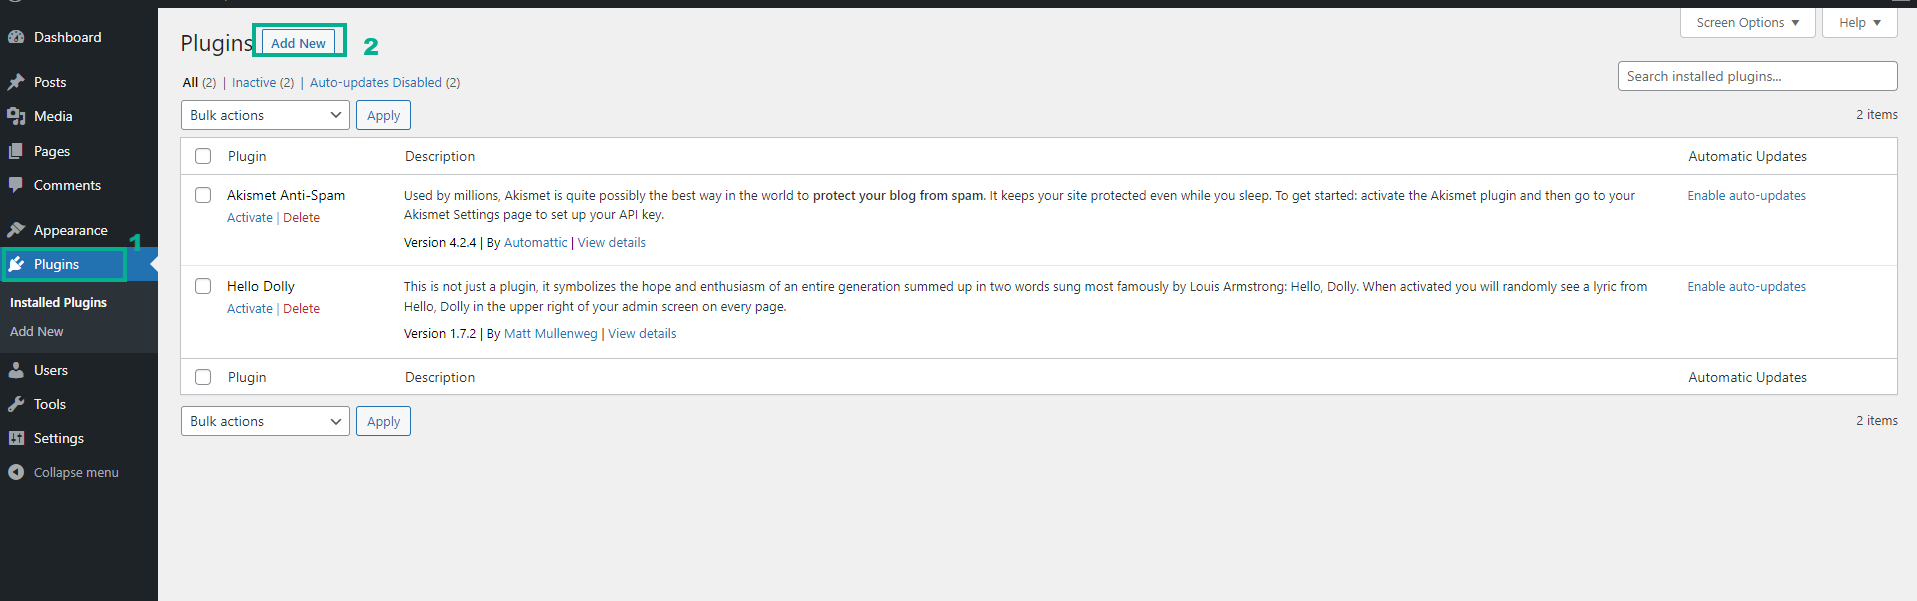 Dashboard
Posts
Media
Pages
Comments
Appearance
1
Plugins
Installed Plugins
Add New
Users
Tools
Settings
Collapse menu
Screen Options
Help
Plugins Add New 2
All (2) | Inactive (2) | Auto-updates Disabled (2)
Search installed plugins...
Bulk actions Apply
2 items
Plugin Description Automatic Updates
Akismet Anti-Spam
Activate | Delete
Used by millions, Akismet is quite possibly the best way in the world to protect your blog from spam. It keeps your site protected even while you sleep. To get started: activate the Akismet plugin and then go to your
Akismet Settings page to set up your API key.
Version 4.2.4 | By Automattic | View details
Enable auto-updates
Hello Dolly
Activate | Delete
This is not just a plugin, it symbolizes the hope and enthusiasm of an entire generation summed up in two words sung most famously by Louis Armstrong: Hello, Dolly. When activated you will randomly see a lyric from
Hello, Dolly in the upper right of your admin screen on every page.
Version 1.7.2 | By Matt Mullenweg | View details
Enable auto-updates
Plugin Description Automatic Updates
Bulk actions Apply
2 items